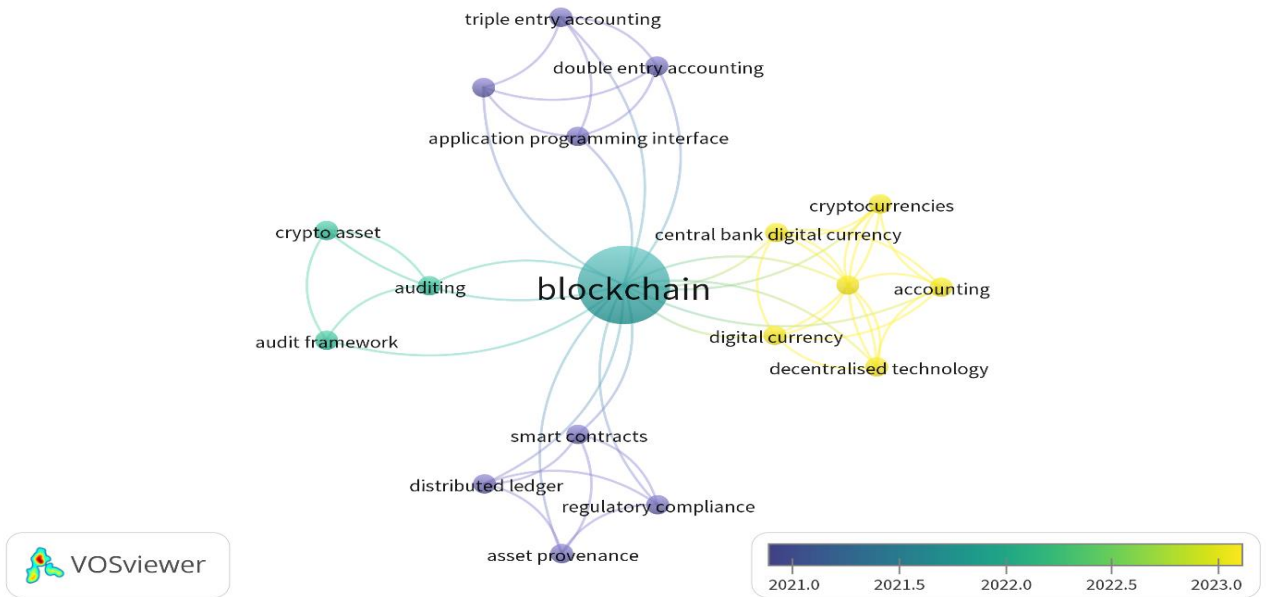 triple entry accounting
double entry accounting
application programming interface
cryptocurrencies
crypto asset
central bank digital currency
auditing
blockchain
accounting
audit framework
digital currency
decentralised technology
smart contracts
distributed ledger
regulatory compliance
asset provenance
VOSviewer
2021.0 2021.5 2022.0 2022.5 2023.0